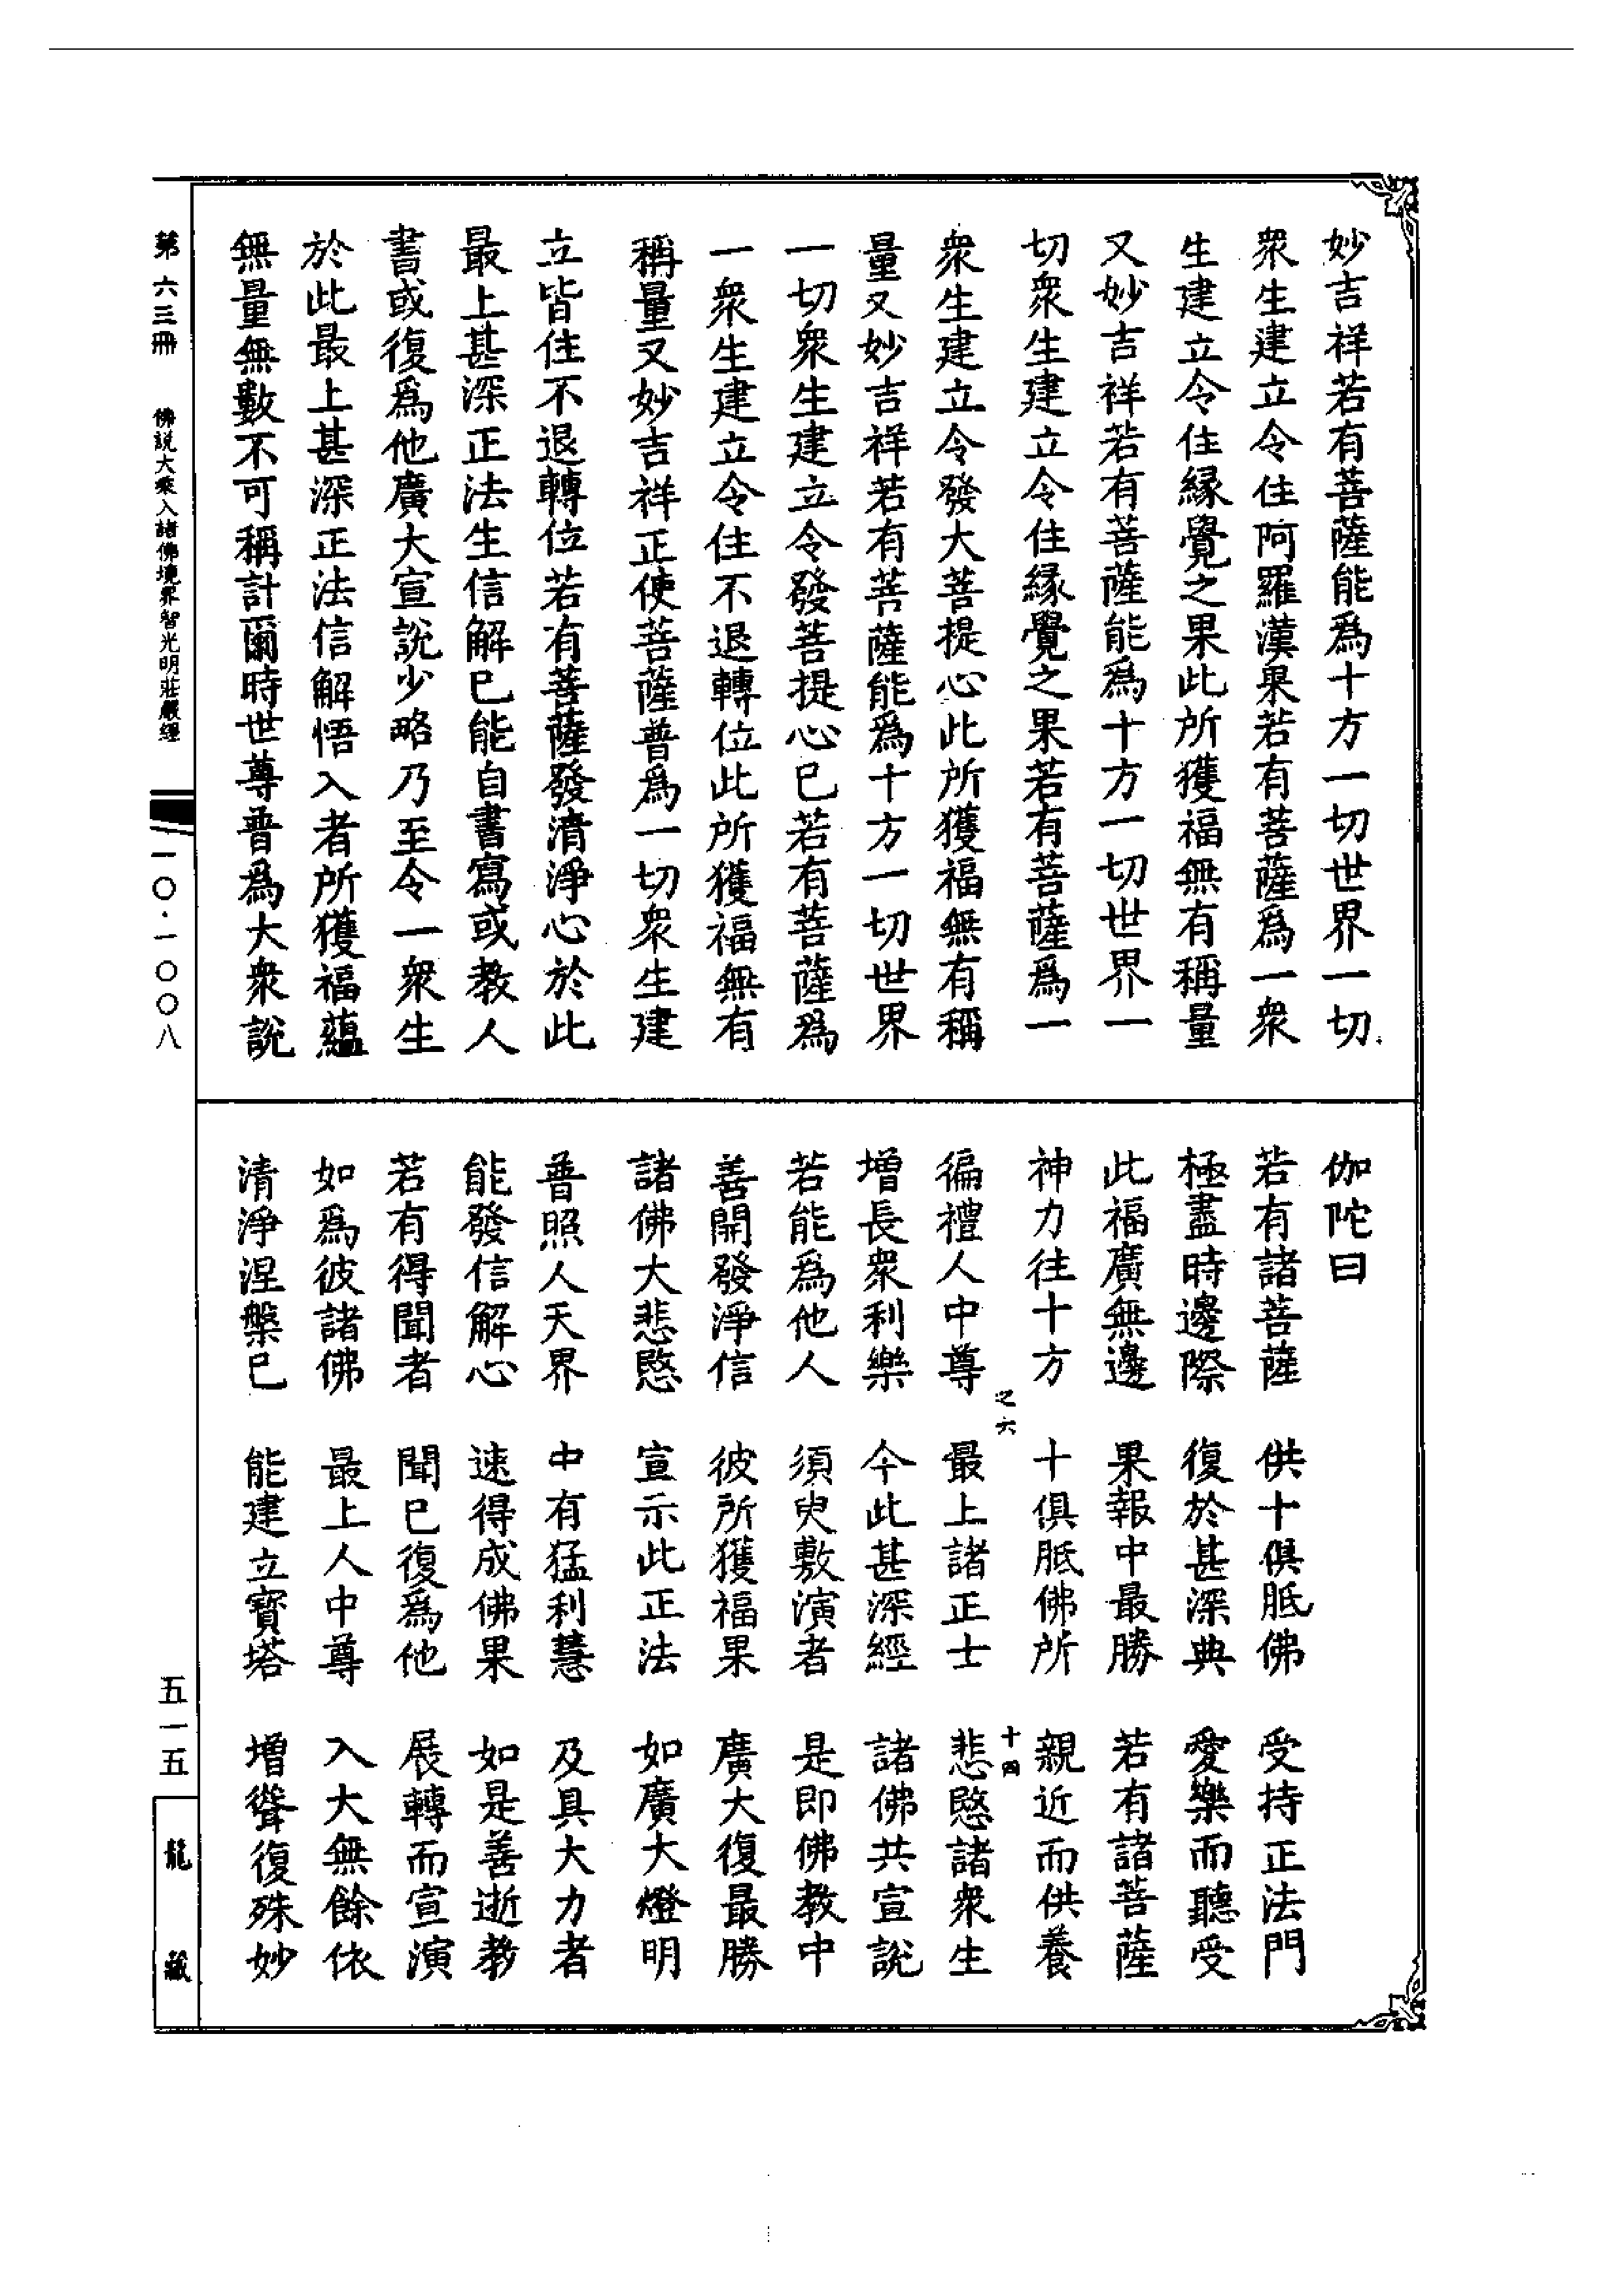 妙吉祥若有菩薩能爲十方一切世界一切
衆生建立令住阿羅漢果若有菩薩爲一衆
生建立令住緣覺之果此所獲福無有稱量
又妙吉祥若有菩薩能爲十方一切世界一
切衆生建立令住緣覺之果若有菩薩爲一
衆生建立令發大菩提心此所獲福無有稱
量又妙吉祥若有菩薩能爲十方一切世界
一切衆生建立令發菩提心已若有菩薩爲
一衆生建立令住不退轉位此所獲福無有
稱量又妙吉祥正使菩薩普爲一切衆生建
立皆住不退轉位若有菩薩發清淨心於此
最上甚深正法生信解已能自書寫或教人
書或復爲他廣大宣說少略乃至令一衆生
於此最上甚深正法信解悟入者所獲福蘊
無量無數不可稱計爾時世尊普爲大衆說
伽陀曰
若有諸菩薩 供十俱胝佛 受持正法門
極盡時邊際 復於甚深典 愛樂而聽受
此福廣無邊 果報中最勝 若有諸菩薩
神力往十方 十俱胝佛所 親近而供養
之六 十四
徧禮人中尊 最上諸正士 悲愍諸衆生
增長衆利樂 今此甚深經 諸佛共宣說
若能爲他人 須臾敷演者 是即佛教中
善開發淨信 彼所獲福果 廣大復最勝
諸佛大悲愍 宣示此正法 如廣大燈明
普照人天界 中有猛利慧 及具大力者
能發信解心 速得成佛果 如是善逝教
若有得聞者 聞已復爲他 展轉而宣演
如爲彼諸佛 最上人中尊 入大無餘依
清淨涅槃已 能建立寶塔 增聳復殊妙
第六三冊 佛説大乘入諸佛境界智光明莊嚴經 一〇·一〇〇八
五一五
龍藏